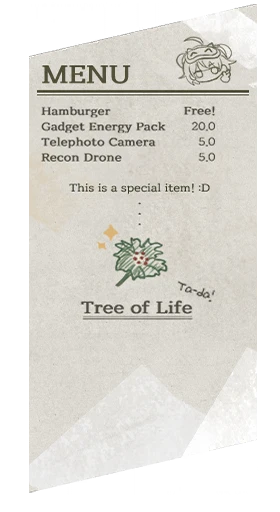 MENU
Hamburger Free!
Gadget Energy Pack 20,0
Telephoto Camera 5,0
Recon Drone 5,0
This is a special item! :D
.
.
.
Ta-da!
Tree of Life